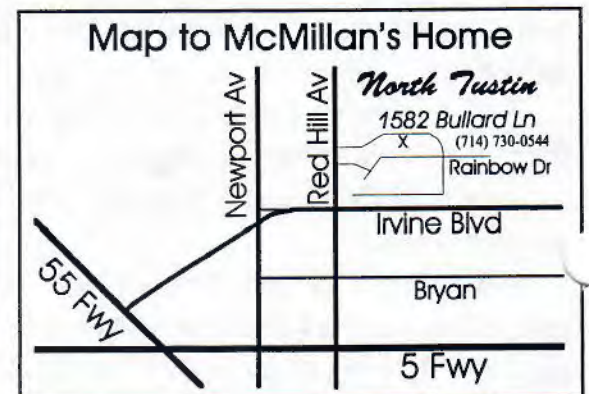 Map to McMillan's Home
North Tustin
1582 Bullard Ln
X
(714) 730-0544
Rainbow Dr
Newport Av
Red Hill Av
Irvine Blvd
55 Fwy
Bryan
5 Fwy